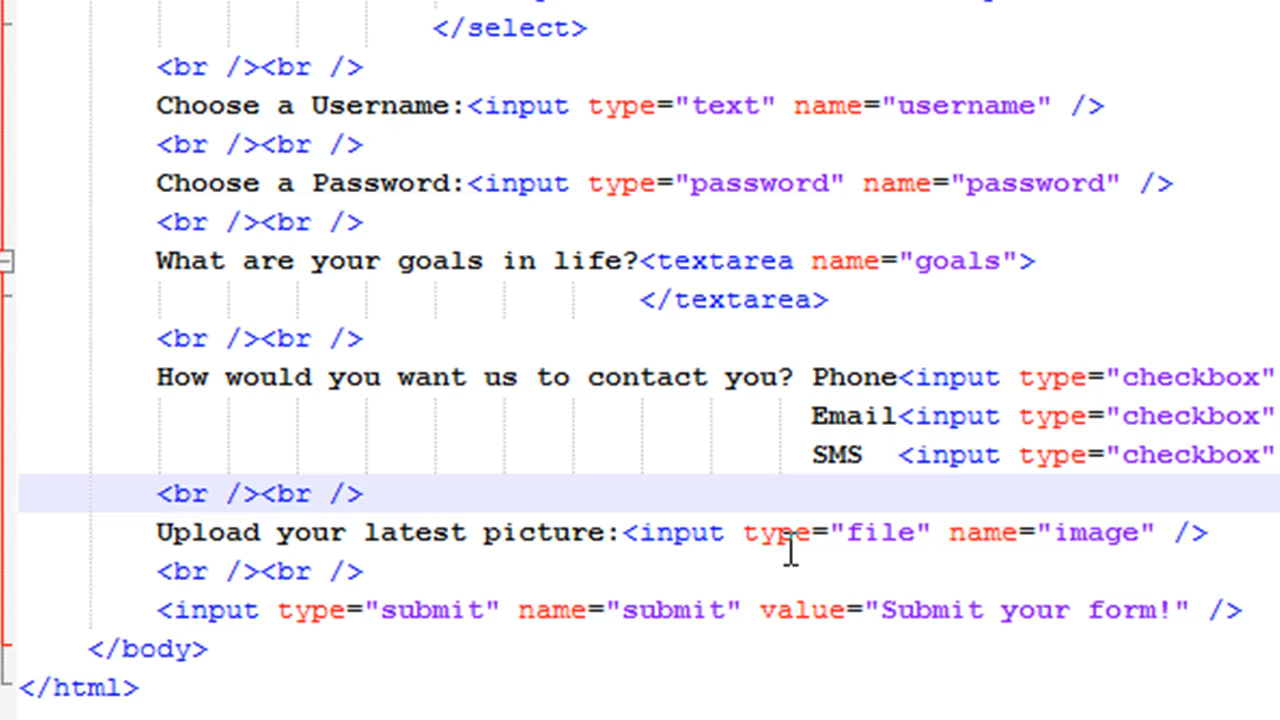 </select>
<br /><br />
Choose a Username:<input type="text" name="username" />
<br /><br />
Choose a Password:<input type="password" name="password" />
<br /><br />
What are your goals in life?<textarea name="goals">
</textarea>
<br /><br />
How would you want us to contact you? Phone<input type="checkbox"
Email<input type="checkbox"
SMS <input type="checkbox"
<br /><br />
Upload your latest picture:<input type="file" name="image" />
<br /><br />
<input type="submit" name="submit" value="Submit your form!" />
</body>
</html>